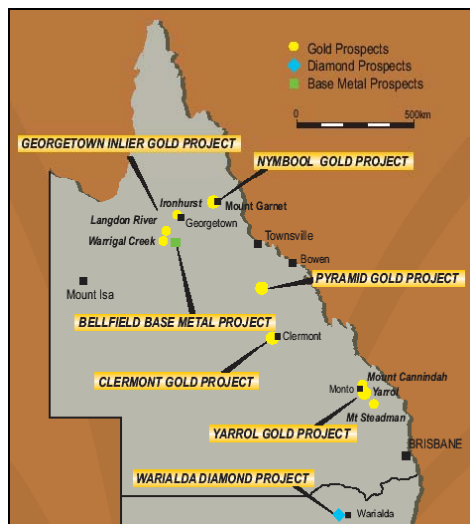 Gold Prospects
Diamond Prospects
Base Metal Prospects
0
500km
GEORGETOWN INLIER GOLD PROJECT
NYMBOOL GOLD PROJECT
Ironhurst
Mount Garnet
Langdon River
Georgetown
Warrigal Creek
Townsville
Bowen
Mount Isa
PYRAMID GOLD PROJECT
BELLFIELD BASE METAL PROJECT
Clermont
CLERMONT GOLD PROJECT
Mount Cannindah
Monto
Yarrol
Mt Steadman
YARROL GOLD PROJECT
BRISBANE
WARIALDA DIAMOND PROJECT
Warialda